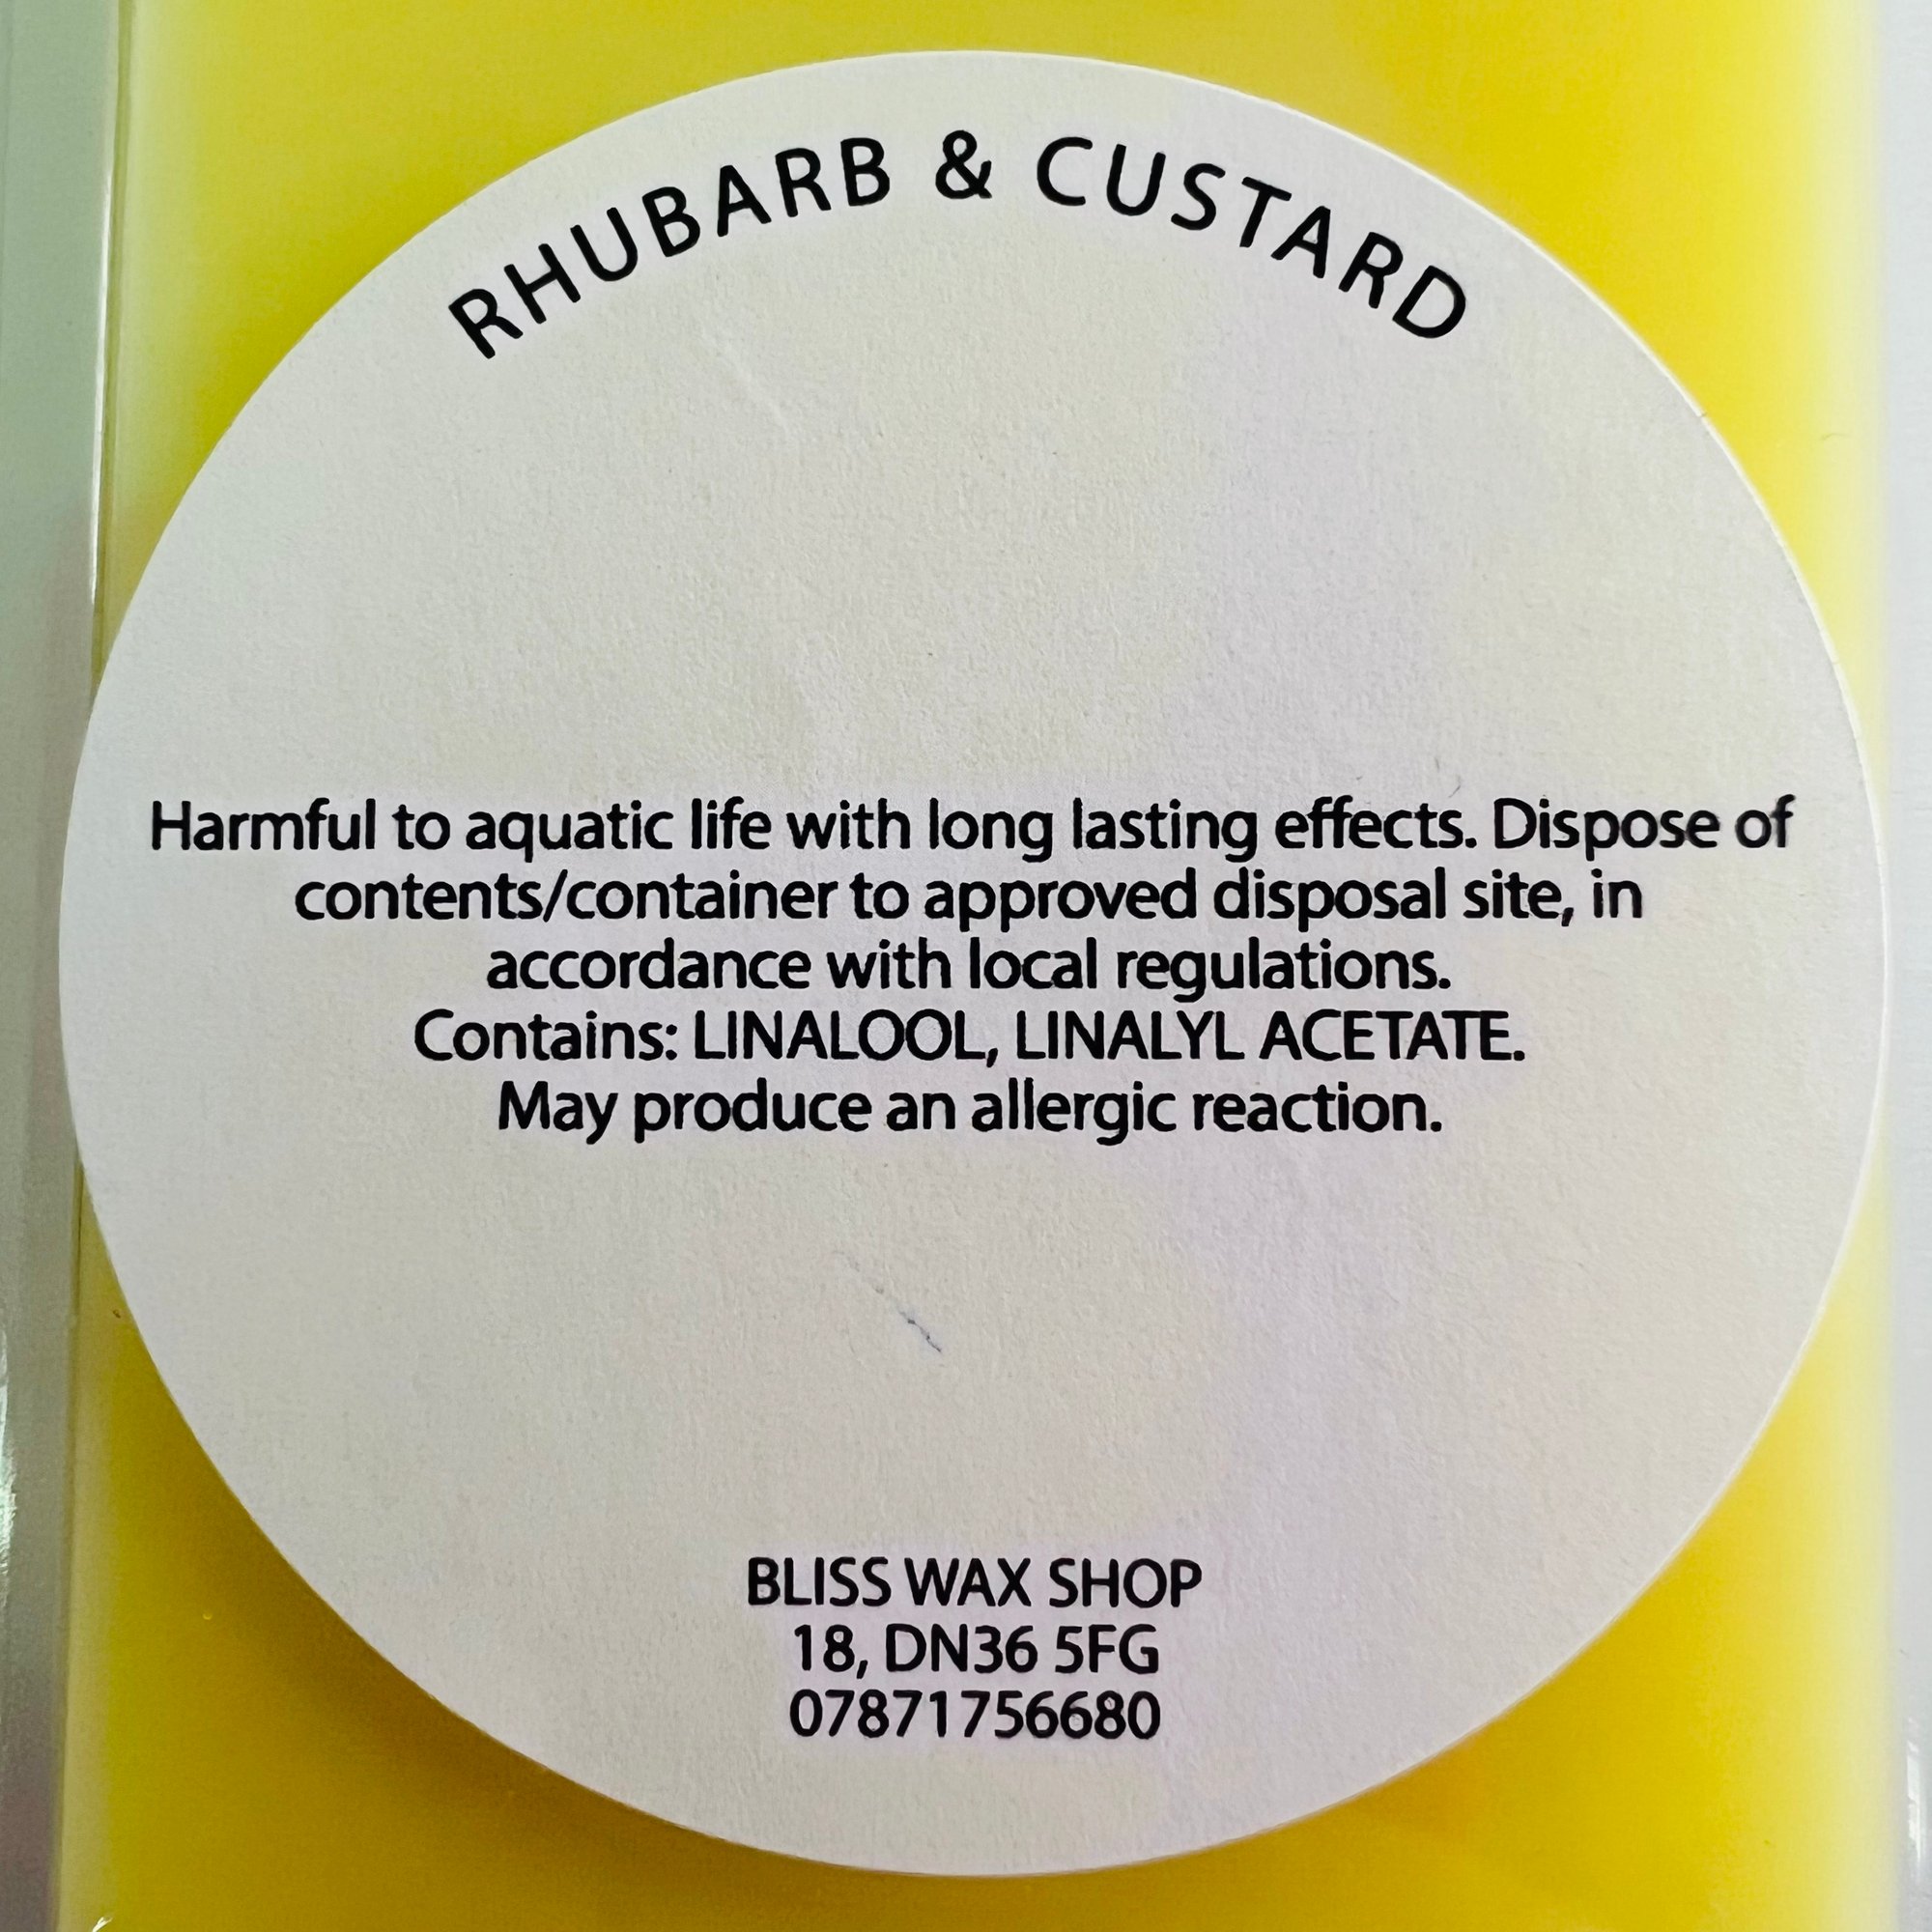 RHUBARB & CUSTARD
Harmful to aquatic life with long lasting effects. Dispose of
contents/container to approved disposal site, in
accordance with local regulations.
Contains: LINALOOL, LINALYL ACETATE.
May produce an allergic reaction.
BLISS WAX SHOP
18, DN36 5FG
07871756680